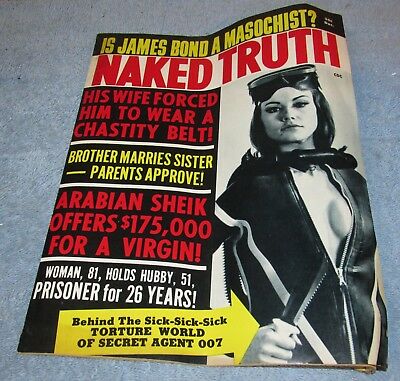 IS JAMES BOND A MASOCHIST?
NAKED TRUTH
CDC
HIS WIFE FORCED
HIM TO WEAR A
CHASTITY BELT!
BROTHER MARRIES SISTER
— PARENTS APPROVE!
ARABIAN SHEIK
OFFERS $175,000
FOR A VIRGIN!
WOMAN, 81, HOLDS HUBBY, 51,
PRISONER for 26 YEARS!
Behind The Sick-Sick-Sick
TORTURE WORLD
OF SECRET AGENT 007